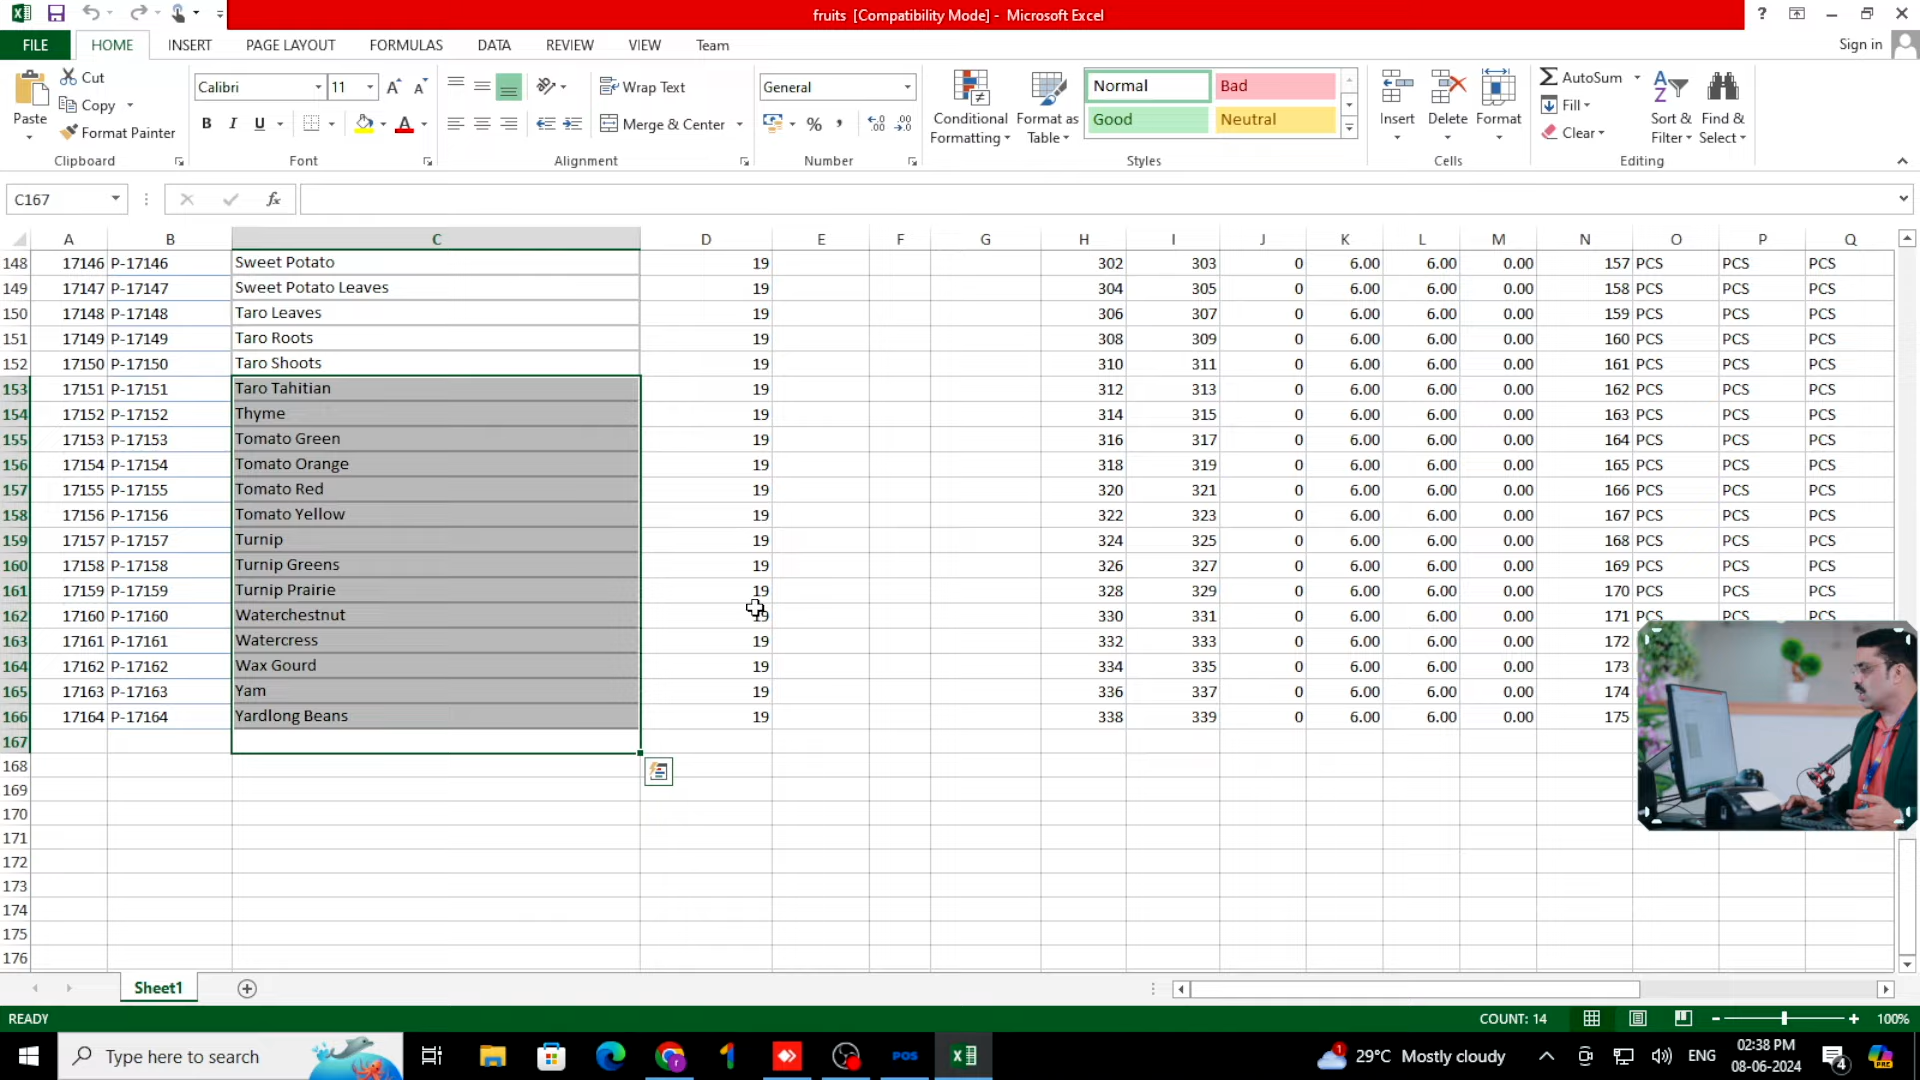 fruits [Compatibility Mode] - Microsoft Excel
?
FILE HOME INSERT PAGE LAYOUT FORMULAS DATA REVIEW VIEW Team Sign in
Cut Calibri 11 Wrap Text General Normal Bad AutoSum
Copy Good Neutral Fill
Paste Format Painter B I U A Merge & Center % , Conditional Formatting Format as Table Insert Delete Format Clear Sort & Filter Find & Select
Clipboard Font Alignment Number Styles Cells Editing
C167 fx
A B C D E F G H I J K L M N O P Q
148 17146 P-17146 Sweet Potato 19 302 303 0 6.00 6.00 0.00 157 PCS PCS PCS
149 17147 P-17147 Sweet Potato Leaves 19 304 305 0 6.00 6.00 0.00 158 PCS PCS PCS
150 17148 P-17148 Taro Leaves 19 306 307 0 6.00 6.00 0.00 159 PCS PCS PCS
151 17149 P-17149 Taro Roots 19 308 309 0 6.00 6.00 0.00 160 PCS PCS PCS
152 17150 P-17150 Taro Shoots 19 310 311 0 6.00 6.00 0.00 161 PCS PCS PCS
153 17151 P-17151 Taro Tahitian 19 312 313 0 6.00 6.00 0.00 162 PCS PCS PCS
154 17152 P-17152 Thyme 19 314 315 0 6.00 6.00 0.00 163 PCS PCS PCS
155 17153 P-17153 Tomato Green 19 316 317 0 6.00 6.00 0.00 164 PCS PCS PCS
156 17154 P-17154 Tomato Orange 19 318 319 0 6.00 6.00 0.00 165 PCS PCS PCS
157 17155 P-17155 Tomato Red 19 320 321 0 6.00 6.00 0.00 166 PCS PCS PCS
158 17156 P-17156 Tomato Yellow 19 322 323 0 6.00 6.00 0.00 167 PCS PCS PCS
159 17157 P-17157 Turnip 19 324 325 0 6.00 6.00 0.00 168 PCS PCS PCS
160 17158 P-17158 Turnip Greens 19 326 327 0 6.00 6.00 0.00 169 PCS PCS PCS
161 17159 P-17159 Turnip Prairie 19 328 329 0 6.00 6.00 0.00 170 PCS PCS PCS
162 17160 P-17160 Waterchestnut 19 330 331 0 6.00 6.00 0.00 171 PCS PCS PCS
163 17161 P-17161 Watercress 19 332 333 0 6.00 6.00 0.00 172
164 17162 P-17162 Wax Gourd 19 334 335 0 6.00 6.00 0.00 173
165 17163 P-17163 Yam 19 336 337 0 6.00 6.00 0.00 174
166 17164 P-17164 Yardlong Beans 19 338 339 0 6.00 6.00 0.00 175
167
168
169
170
171
172
173
174
175
176
Sheet1
READY COUNT: 14 100%
Type here to search POS 1 29°C Mostly cloudy ENG 02:38 PM 4
08-06-2024